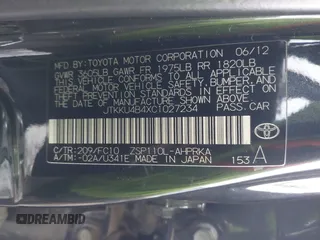 MFD. BY: TOYOTA MOTOR CORPORATION 06/12
GVWR 3605LB GAWR FR 1975LB RR 1820LB
THIS VEHICLE CONFORMS TO ALL APPLICABLE
FEDERAL MOTOR VEHICLE SAFETY, BUMPER, AND
THEFT PREVENTION STANDARDS IN EFFECT ON THE
DATE OF MANUFACTURE SHOWN ABOVE.
JTKKU4B4XC1027234 PASS.CAR
TOYOTA
C/TR: 209/FC10 ZSP110L-AHPRKA
A/TM: -02A/U341E MADE IN JAPAN 153 A
DREAMBID